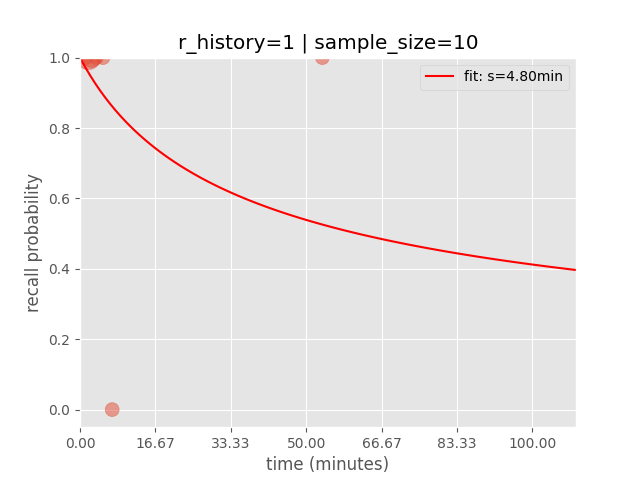 r_history=1 | sample_size=10
fit: s=4.80min
1.0
0.8
0.6
0.4
0.2
0.0
recall probability
0.00 16.67 33.33 50.00 66.67 83.33 100.00
time (minutes)